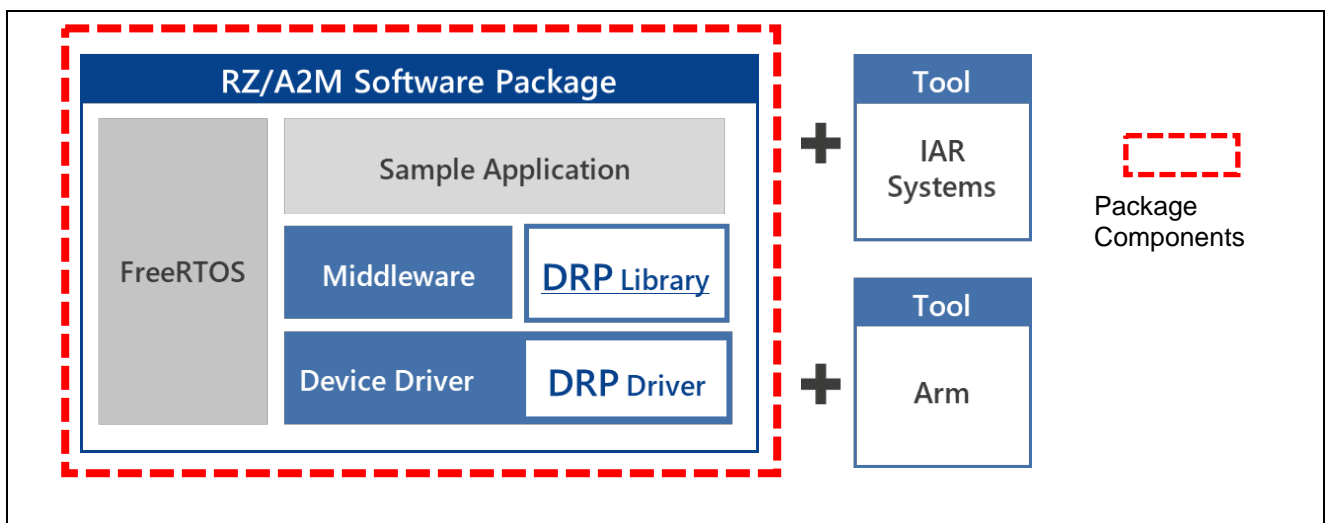 RZ/A2M Software Package
FreeRTOS
Sample Application
Middleware
DRP Library
Device Driver
DRP Driver
+
Tool
IAR
Systems
+
Tool
Arm
Package
Components